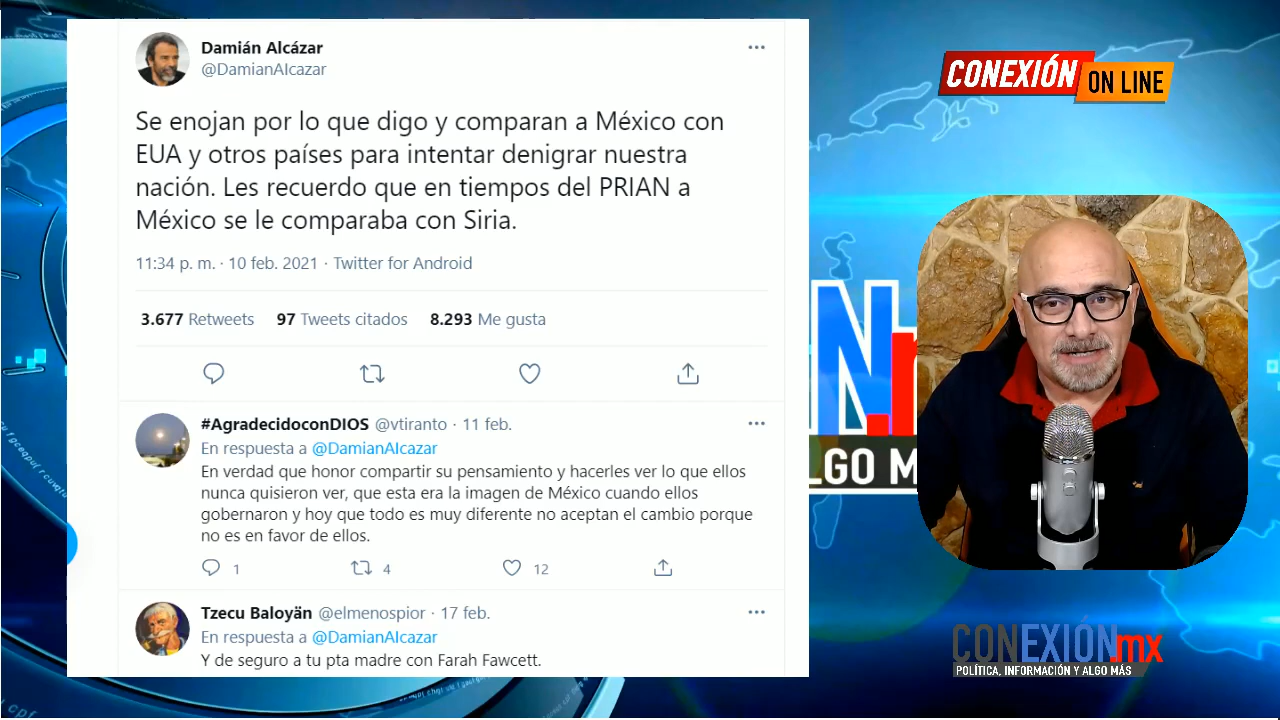 Damián Alcázar
@DamianAlcazar
Se enojan por lo que digo y comparan a México con
EUA y otros países para intentar denigrar nuestra
nación. Les recuerdo que en tiempos del PRIAN a
México se le comparaba con Siria.
11:34 p. m. · 10 feb. 2021 · Twitter for Android
3.677 Retweets 97 Tweets citados 8.293 Me gusta
#AgradecidoconDIOS @vtiranto · 11 feb.
En respuesta a @DamianAlcazar
En verdad que honor compartir su pensamiento y hacerles ver lo que ellos
nunca quisieron ver, que esta era la imagen de México cuando ellos
gobernaron y hoy que todo es muy diferente no aceptan el cambio porque
no es en favor de ellos.
1 4 12
Tzecu Baloyän @elmenospior · 17 feb.
En respuesta a @DamianAlcazar
Y de seguro a tu pta madre con Farah Fawcett.
CONEXIÓN ON LINE
LGO M
CONEXIÓN.mx
POLÍTICA, INFORMACIÓN Y ALGO MÁS